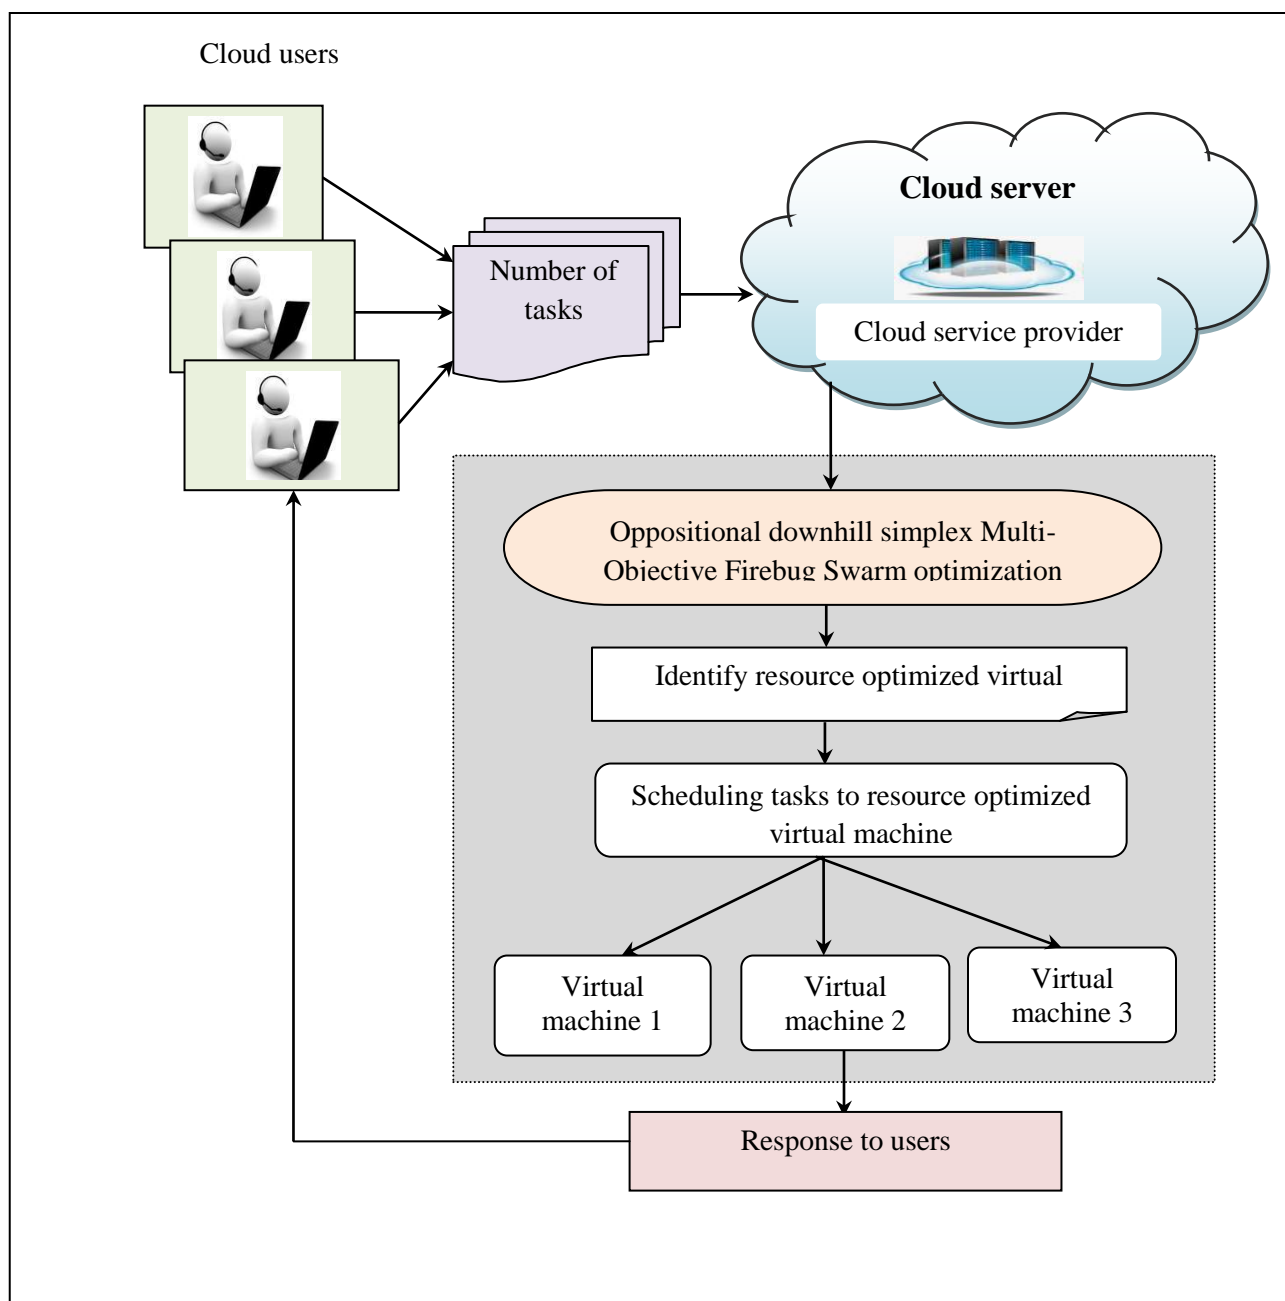 Cloud users
Cloud server
Number of
tasks
Cloud service provider
Oppositional downhill simplex Multi-
Objective Firebug Swarm optimization
Identify resource optimized virtual
Scheduling tasks to resource optimized
virtual machine
Virtual
machine 1
Virtual
machine 2
Virtual
machine 3
Response to users